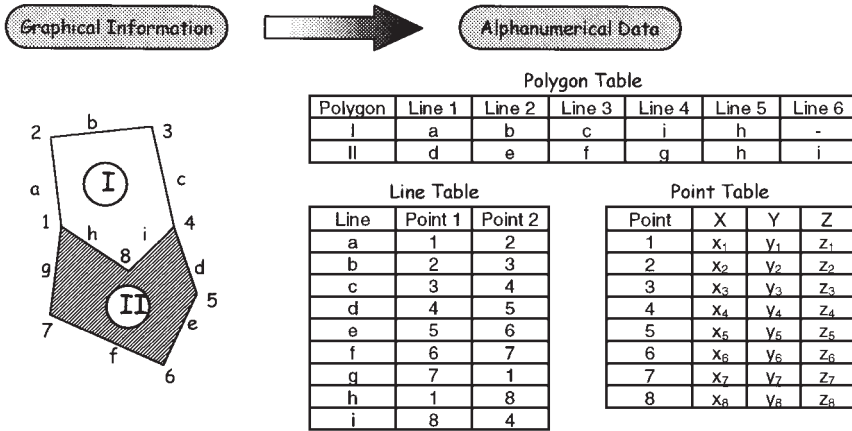 Graphical Information
Alphanumerical Data
2
b
3
I
a
c
1
h
i
4
8
g
d
II
5
7
e
f
6
Polygon Table
Polygon Line 1 Line 2 Line 3 Line 4 Line 5 Line 6
I a b c i h -
II d e f g h i
Line Table
Line Point 1 Point 2
a 1 2
b 2 3
c 3 4
d 4 5
e 5 6
f 6 7
g 7 1
h 1 8
i 8 4
Point Table
Point X Y Z
1 x₁ y₁ z₁
2 x₂ y₂ z₂
3 x₃ y₃ z₃
4 x₄ y₄ z₄
5 x₅ y₅ z₅
6 x₆ y₆ z₆
7 x₇ y₇ z₇
8 x₈ y₈ z₈